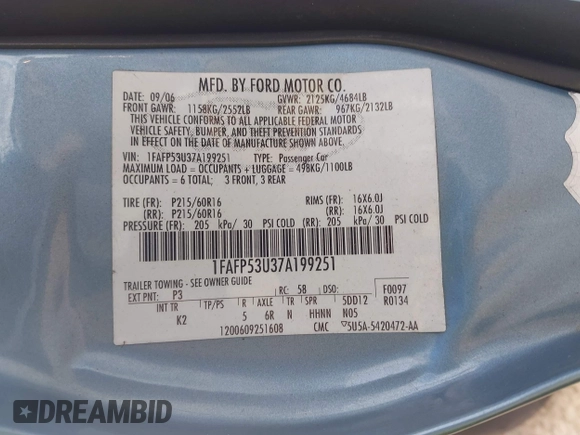 MFD. BY FORD MOTOR CO.
DATE: 09/06 GVWR: 2125KG/4684LB
FRONT GAWR: 1158KG/2552LB REAR GAWR: 967KG/2132LB
THIS VEHICLE CONFORMS TO ALL APPLICABLE FEDERAL MOTOR
VEHICLE SAFETY, BUMPER, AND THEFT PREVENTION STANDARDS
IN EFFECT ON THE DATE OF MANUFACTURE SHOWN ABOVE.
VIN: 1FAFP53U37A199251 TYPE: Passenger Car
MAXIMUM LOAD = OCCUPANTS + LUGGAGE = 498KG/1100LB
OCCUPANTS = 6 TOTAL; 3 FRONT, 3 REAR
TIRE (FR): P215/60R16 RIMS (FR): 16X6.0J
(RR): P215/60R16 (RR): 16X6.0J
PRESSURE (FR): 205 kPa/ 30 PSI COLD (RR): 205 kPa/ 30 PSI COLD
1FAFP53U37A199251
TRAILER TOWING - SEE OWNER GUIDE
EXT PNT: P3 RC: 58 DSO: F0097
INT TR TP/PS R AXLE TR SPR 5DD12 R0134
K2 5 6R N HHNN N05
1200609251608 CMC ▽5U5A-5420472-AA
DREAMBID